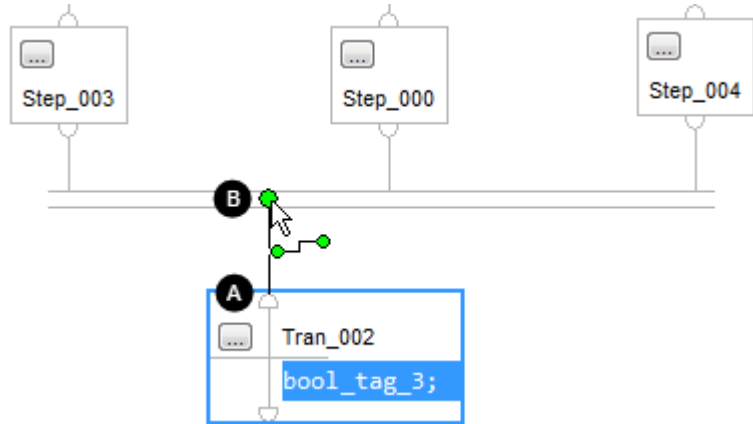 ...
...
...
Step_003
Step_000
Step_004
B
A
...
Tran_002
bool_tag_3;